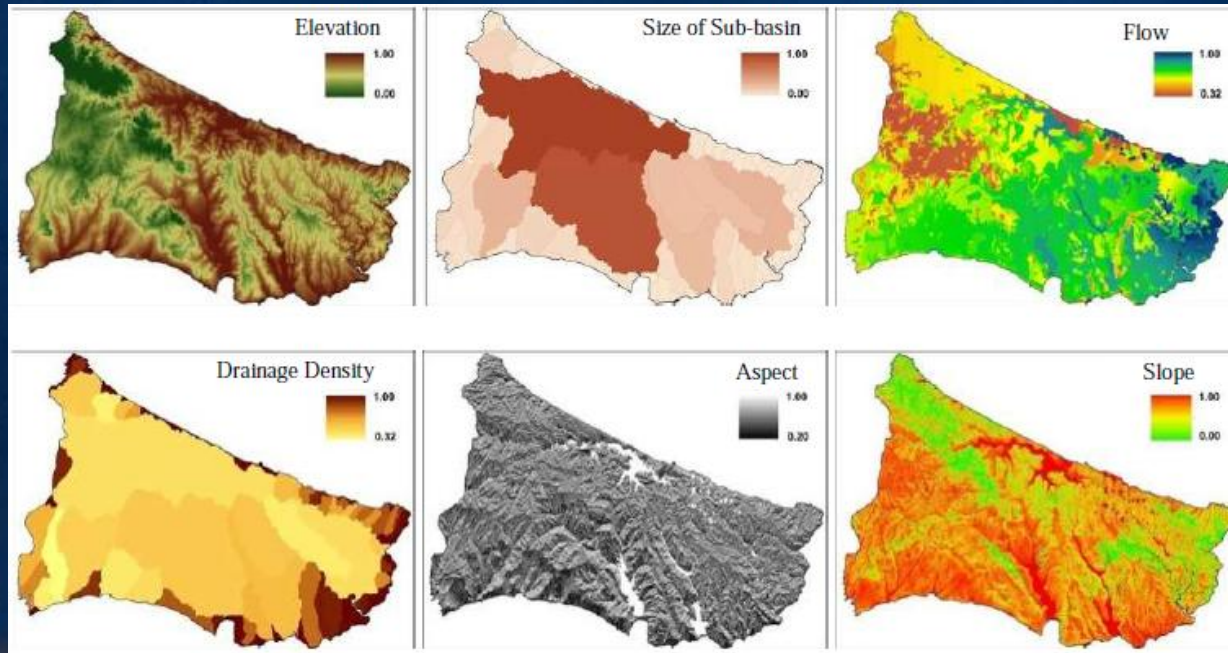 Elevation
1.00
0.00
Size of Sub-basin
1.00
0.00
Flow
1.00
0.32
Drainage Density
1.00
0.32
Aspect
1.00
0.20
Slope
1.00
0.00